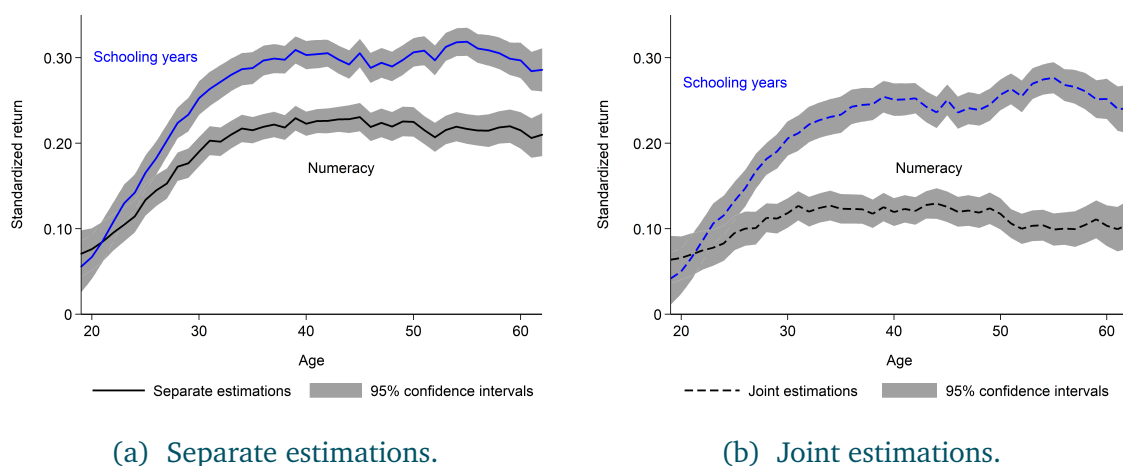 Standardized return
0.30
0.20
0.10
0
Schooling years
Numeracy
20 30 40 50 60
Age
Separate estimations 95% confidence intervals
(a) Separate estimations.
Standardized return
0.30
0.20
0.10
0
Schooling years
Numeracy
20 30 40 50 60
Age
Joint estimations 95% confidence intervals
(b) Joint estimations.